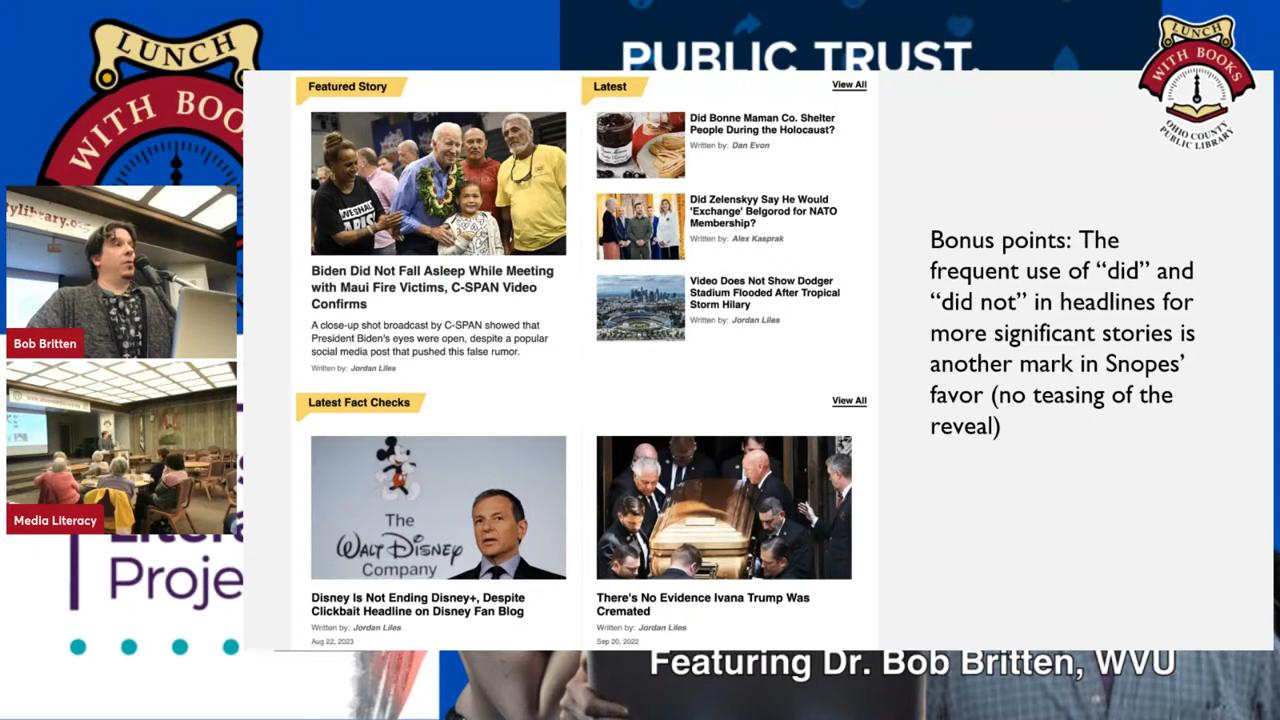 LUNCH
WITH BOO
PUBLIC TRUST.
LUNCH
WITH BOOKS
OHIO COUNTY
PUBLIC LIBRARY
Featured Story
Biden Did Not Fall Asleep While Meeting
with Maui Fire Victims, C-SPAN Video
Confirms
A close-up shot broadcast by C-SPAN showed that
President Biden's eyes were open, despite a popular
social media post that pushed this false rumor.
Written by: Jordan Liles
Latest
View All
Did Bonne Maman Co. Shelter
People During the Holocaust?
Written by: Dan Evon
Did Zelenskyy Say He Would
'Exchange' Belgorod for NATO
Membership?
Written by: Alex Kasprak
Video Does Not Show Dodger
Stadium Flooded After Tropical
Storm Hilary
Written by: Jordan Liles
Latest Fact Checks
View All
The
WALT DISNEY
Company
Disney Is Not Ending Disney+, Despite
Clickbait Headline on Disney Fan Blog
Written by: Jordan Liles
Aug 22, 2023
There's No Evidence Ivana Trump Was
Cremated
Written by: Jordan Liles
Sep 20, 2022
Bonus points: The
frequent use of “did” and
“did not” in headlines for
more significant stories is
another mark in Snopes’
favor (no teasing of the
reveal)
ylibrary.o
Bob Britten
Media Literacy
Proje
Featuring Dr. Bob Britten, WVU